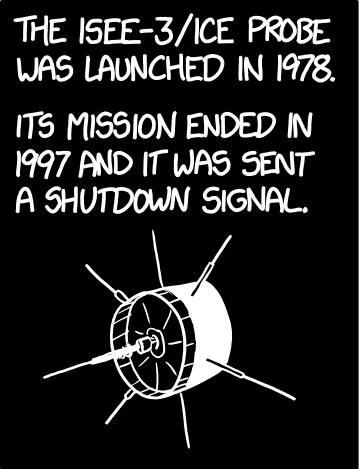 THE ISEE-3/ICE PROBE
WAS LAUNCHED IN 1978.
ITS MISSION ENDED IN
1997 AND IT WAS SENT
A SHUTDOWN SIGNAL.